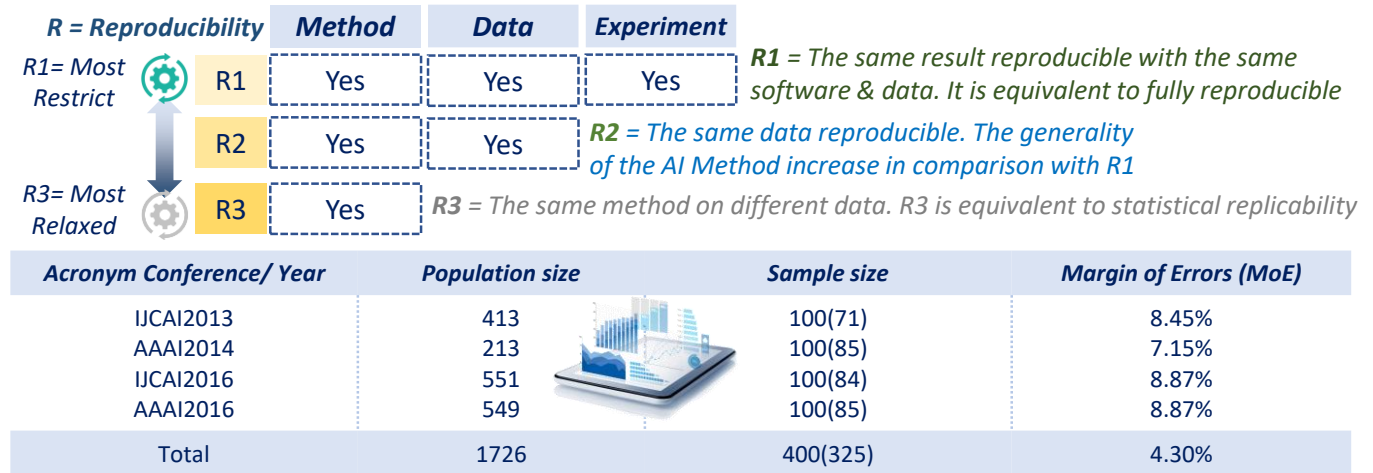 R = Reproducibility Method Data Experiment
R1= Most
Restrict
R1 Yes Yes Yes
R1 = The same result reproducible with the same
software & data. It is equivalent to fully reproducible
R2 Yes Yes
R2 = The same data reproducible. The generality
of the AI Method increase in comparison with R1
R3= Most
Relaxed
R3 Yes
R3 = The same method on different data. R3 is equivalent to statistical replicability
Acronym Conference/ Year Population size Sample size Margin of Errors (MoE)
IJCAI2013 413 100(71) 8.45%
AAAI2014 213 100(85) 7.15%
IJCAI2016 551 100(84) 8.87%
AAAI2016 549 100(85) 8.87%
Total 1726 400(325) 4.30%